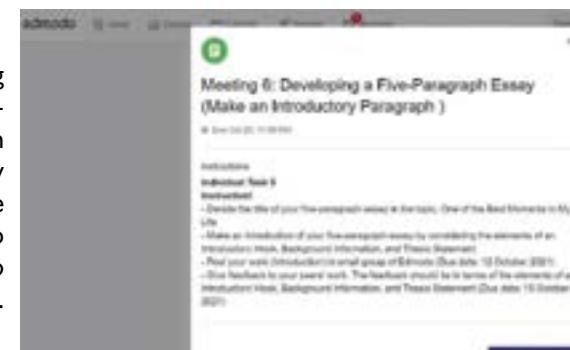 edmodo
Meeting 6: Developing a Five-Paragraph Essay
(Make an Introductory Paragraph )
Instructions
Individual Task 5
Instruction!
- Decide the title of your five-paragraph essay in the topic, One of the Best Moments in My
Life
- Make an introduction of your five-paragraph essay by considering the elements of an
Introduction: Hook, Background Information, and Thesis Statement
- Post your work (Introduction) in small group of Edmodo (Due date: 12 October 2021)
- Give feedback to your peers' work. The feedback should be in terms of the elements of a
Introduction: Hook, Background Information, and Thesis Statement (Due date: 15 October
2021)